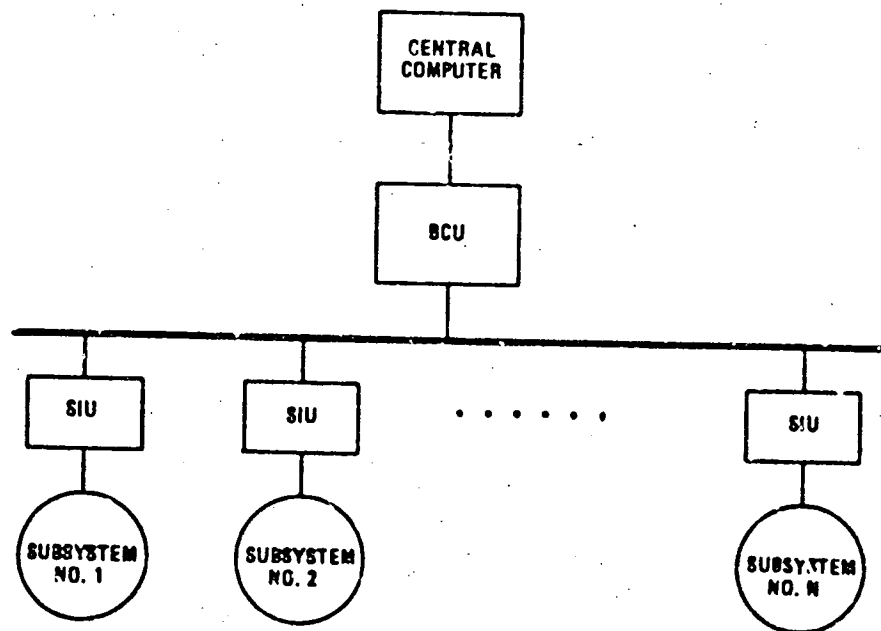 CENTRAL
COMPUTER
BCU
SIU
SIU
SIU
SUBSYSTEM
NO. 1
SUBSYSTEM
NO. 2
SUBSYSTEM
NO. N